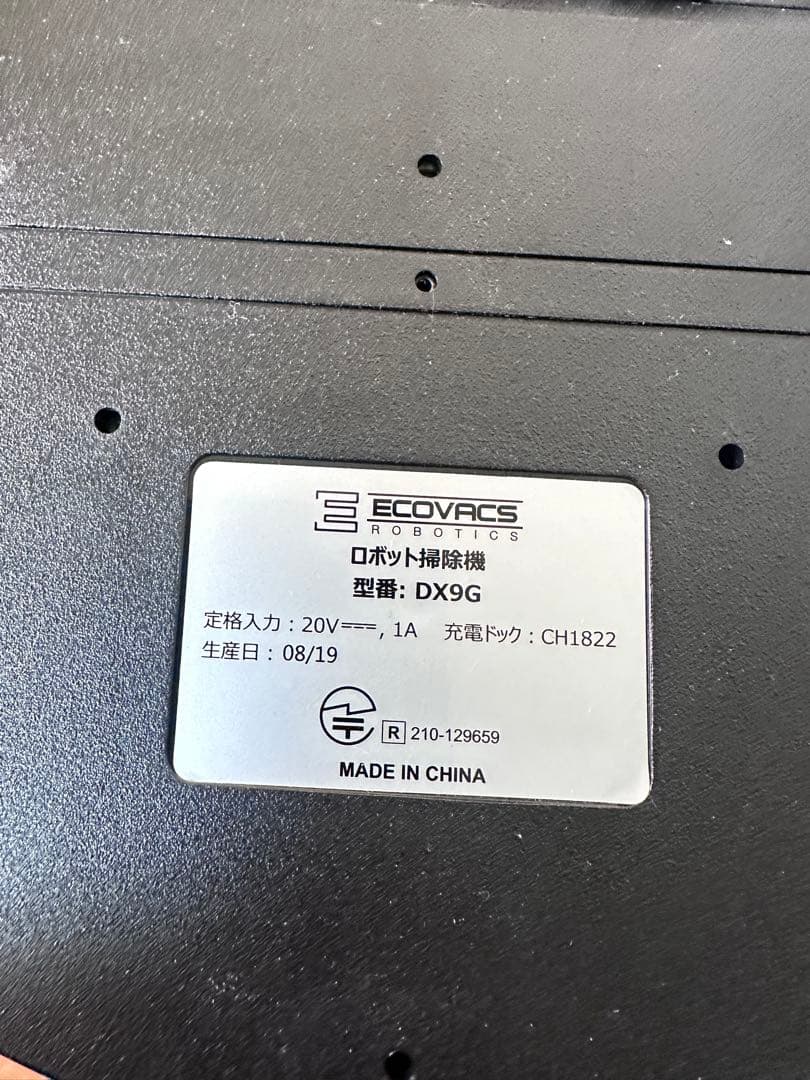 ECOVACS
ROBOTICS
ロボット掃除機
型番: DX9G
定格入力：20V⎓, 1A 充電ドック：CH1822
生産日：08/19
R 210-129659
MADE IN CHINA